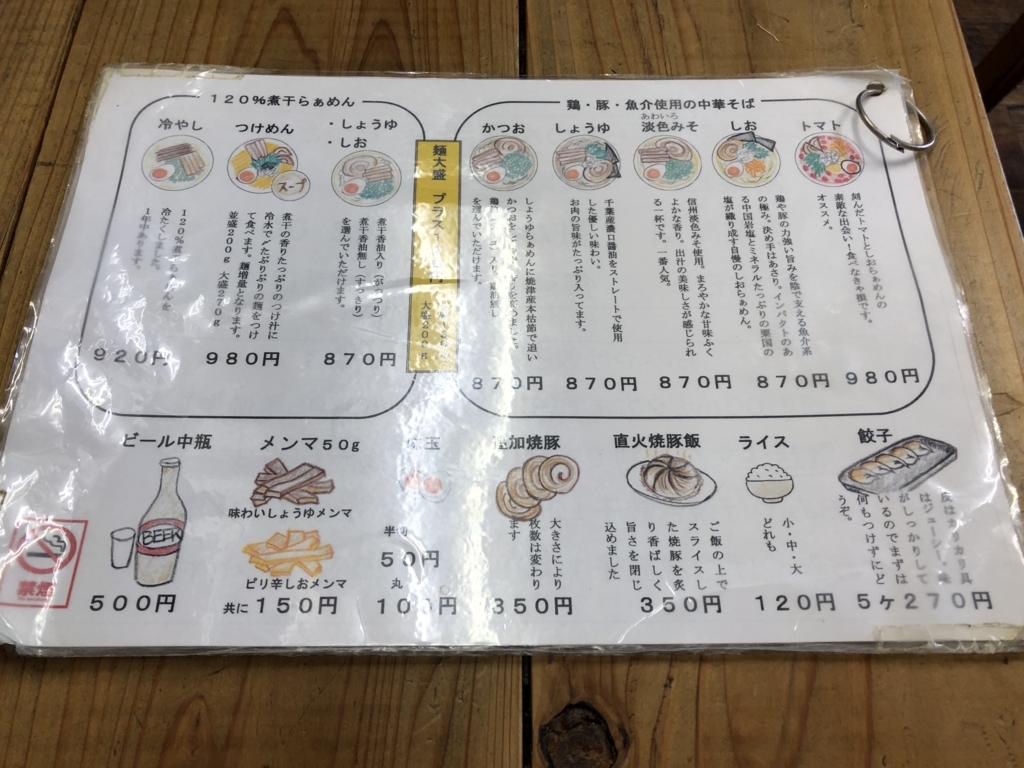 120%煮干らぁめん
冷やし
つけめん
・しょうゆ
・しお
スープ
120%煮
冷たくしました。
1年中あります。
煮干の香りたっぷりのつけ汁に
冷水で〆たぷりぷりの麺をつけ
て食べます。麺増量となります。
並盛200g 大盛270g
煮干香油入り(がっつり)
煮干香油無し(すっきり)
を選んでいただけます。
920円
980円
870円
麺大盛 プラス
大盛200g
鶏・豚・魚介使用の中華そば
かつお
しょうゆ
あわいろ
淡色みそ
しお
トマト
しょうゆらぁめんに焼津産本枯節で追い
かつおを
を選んでいただけます。
千葉産濃口醤油をストレートで使用
した優しい味わい。
お肉の旨味がたっぷり入ってます。
信州淡色みそ使用。まろやかな甘味ふく
よかな香り。出汁の美味しさが感じられ
る一杯です。一番人気。
鶏や豚の力強い旨みを陰で支える魚介系
の極み。決め手はあさり。インパクトのあ
る中国岩塩とミネラルたっぷりの粟国の
塩が織り成す自慢のしおらぁめん。
刻んだトマトとしおらぁめんの
素敵な出会い!食べなきゃ損です。
オススメ。
870円
870円
870円
870円
980円
ビール中瓶
BEER
500円
メンマ50g
味わいしょうゆメンマ
ピリ辛しおメンマ
共に150円
味玉
半切
50円
丸
100円
追加焼豚
大きさにより
枚数は変わり
ます
350円
直火焼豚飯
ご飯の上で
スライスし
た焼豚を炙
り香ばしく
旨さを閉じ
込めました
350円
ライス
小・中・大
どれも
120円
餃子
皮はカリカリ具
はジューシー。味
がしっかりして
いるのでまずは
何もつけずにど
うぞ。
5ケ270円
禁煙